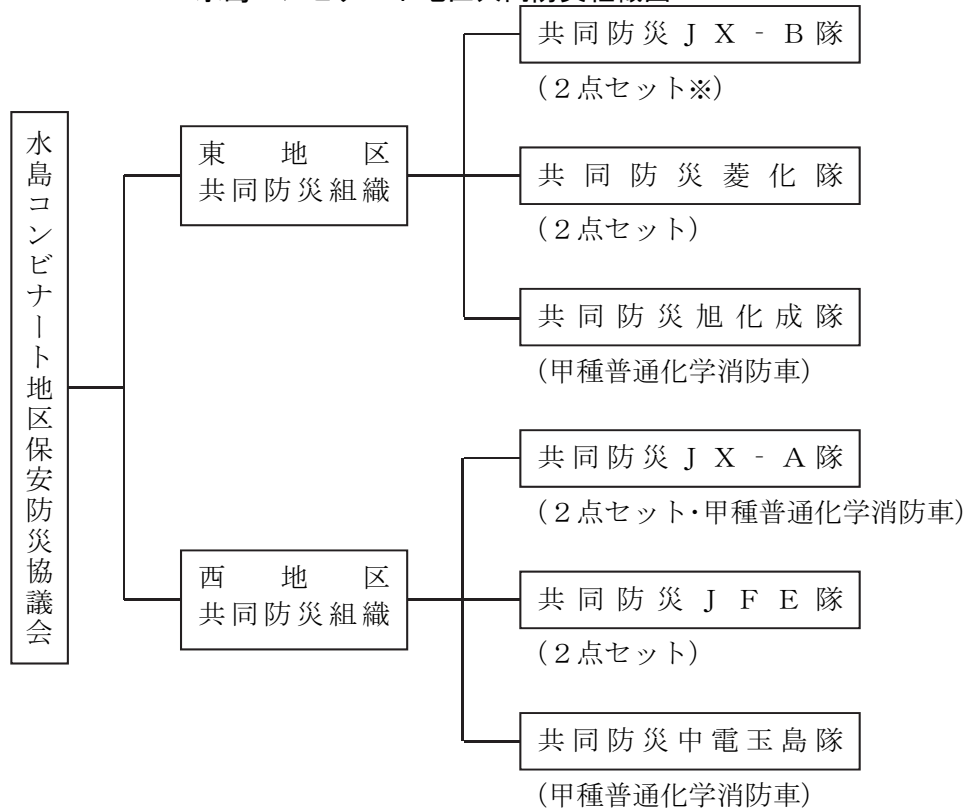 共同防災ＪＸ‐Ｂ隊
（２点セット※）
水島コンビナート地区保安防災協議会
東地区
共同防災組織
共同防災菱化隊
（２点セット）
共同防災旭化成隊
（甲種普通化学消防車）
共同防災ＪＸ‐Ａ隊
（２点セット・甲種普通化学消防車）
西地区
共同防災組織
共同防災ＪＦＥ隊
（２点セット）
共同防災中電玉島隊
（甲種普通化学消防車）